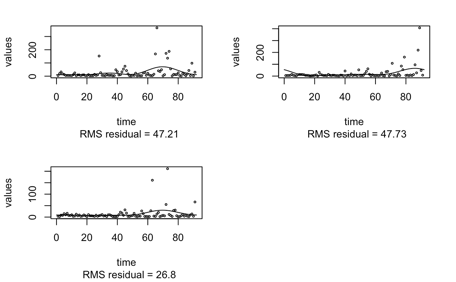 values
200
0
0 20 40 60 80
time
RMS residual = 47.21
values
200
0
0 20 40 60 80
time
RMS residual = 47.73
values
100
0
0 20 40 60 80
time
RMS residual = 26.8